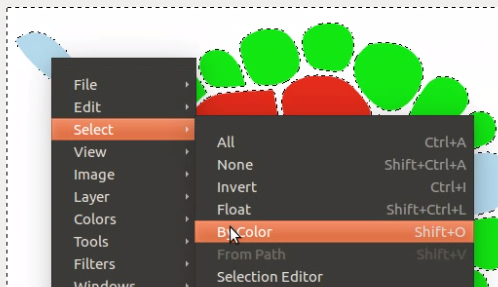 File
Edit
Select
View
Image
Layer
Colors
Tools
Filters
Windows
All Ctrl+A
None Shift+Ctrl+A
Invert Ctrl+I
Float Shift+Ctrl+L
By Color Shift+O
From Path Shift+V
Selection Editor